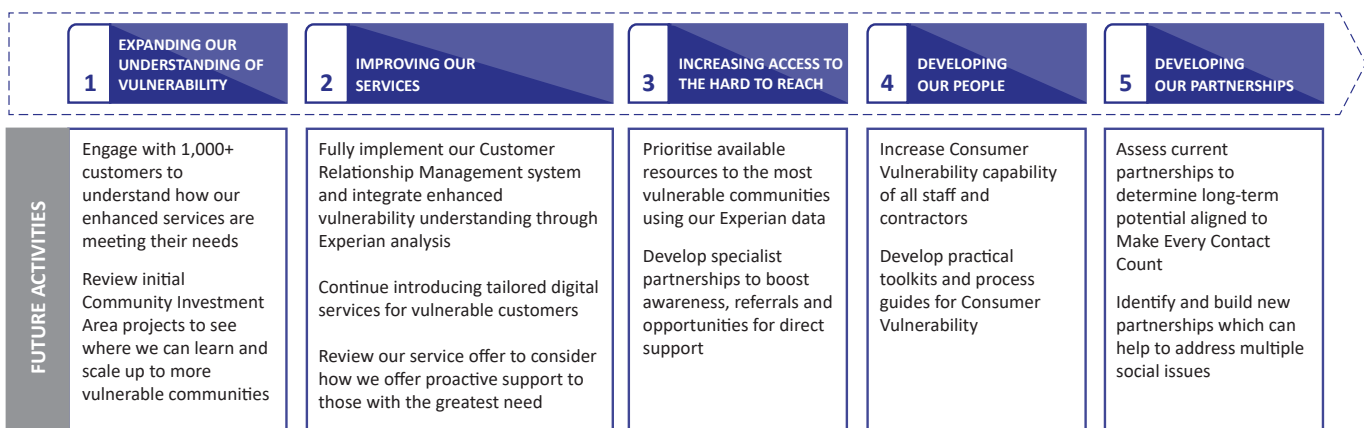 1
EXPANDING OUR
UNDERSTANDING OF
VULNERABILITY
2
IMPROVING OUR
SERVICES
3
INCREASING ACCESS TO
THE HARD TO REACH
4
DEVELOPING
OUR PEOPLE
5
DEVELOPING
OUR PARTNERSHIPS
FUTURE ACTIVITIES
Engage with 1,000+
customers to
understand how our
enhanced services are
meeting their needs
Review initial
Community Investment
Area projects to see
where we can learn and
scale up to more
vulnerable communities
Fully implement our Customer
Relationship Management system
and integrate enhanced
vulnerability understanding through
Experian analysis
Continue introducing tailored digital
services for vulnerable customers
Review our service offer to consider
how we offer proactive support to
those with the greatest need
Prioritise available
resources to the most
vulnerable communities
using our Experian data
Develop specialist
partnerships to boost
awareness, referrals and
opportunities for direct
support
Increase Consumer
Vulnerability capability
of all staff and
contractors
Develop practical
toolkits and process
guides for Consumer
Vulnerability
Assess current
partnerships to
determine long-term
potential aligned to
Make Every Contact
Count
Identify and build new
partnerships which can
help to address multiple
social issues